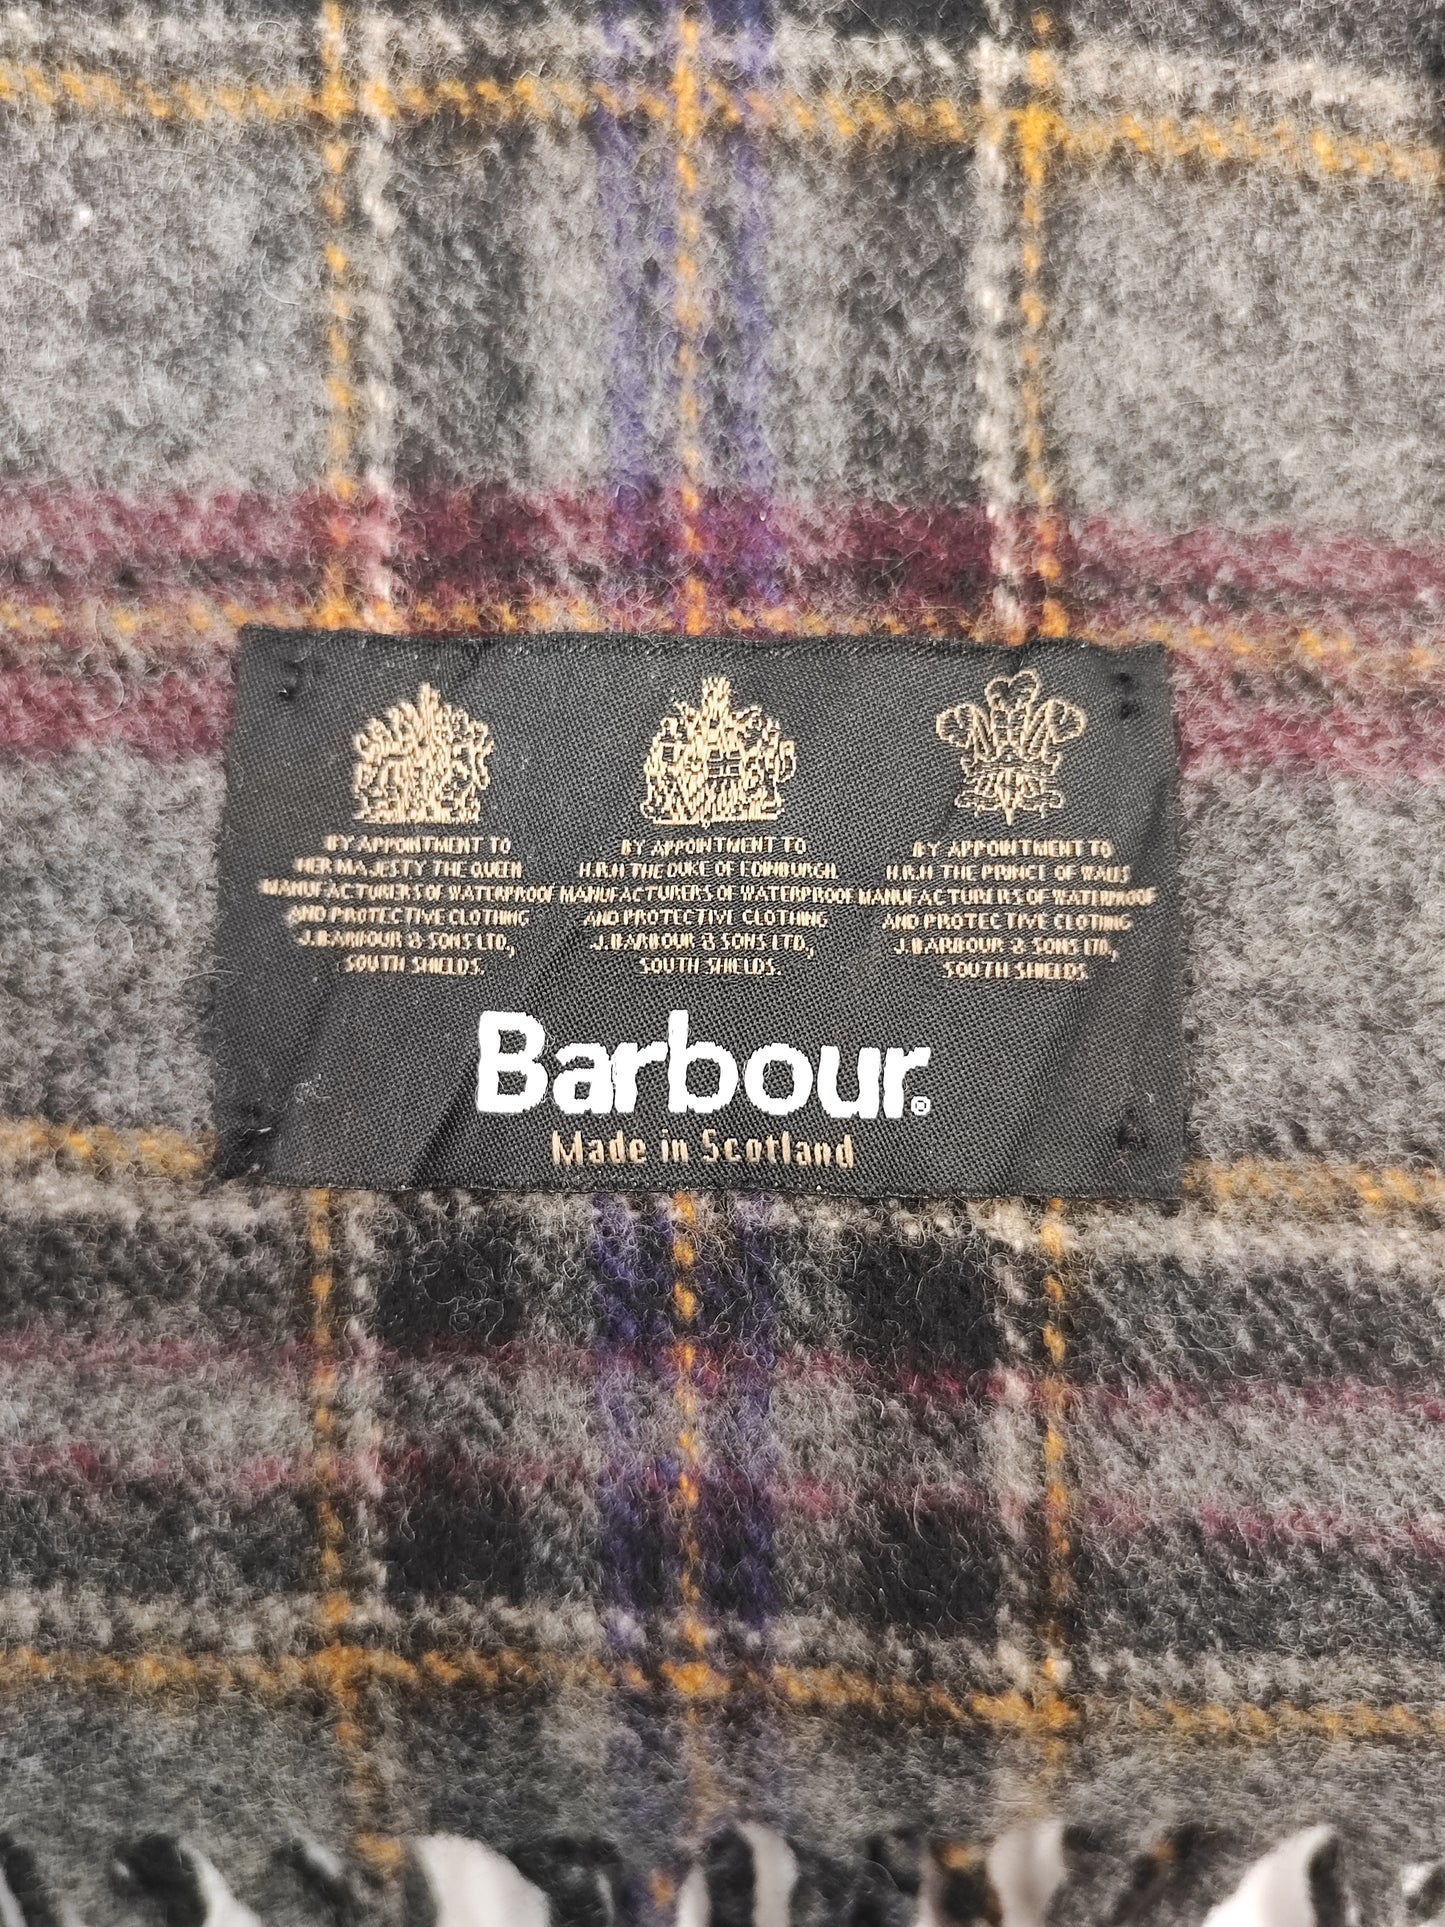 BY APPOINTMENT TO
HER MAJESTY THE QUEEN
MANUFACTURERS OF WATERPROOF
AND PROTECTIVE CLOTHING
J. BARBOUR & SONS LTD,
SOUTH SHIELDS.
BY APPOINTMENT TO
H.R.H THE DUKE OF EDINBURGH
MANUFACTURERS OF WATERPROOF
AND PROTECTIVE CLOTHING
J. BARBOUR & SONS LTD,
SOUTH SHIELDS.
BY APPOINTMENT TO
H.R.H THE PRINCE OF WALES
MANUFACTURERS OF WATERPROOF
AND PROTECTIVE CLOTHING
J. BARBOUR & SONS LTD,
SOUTH SHIELDS.
Barbour®
Made in Scotland